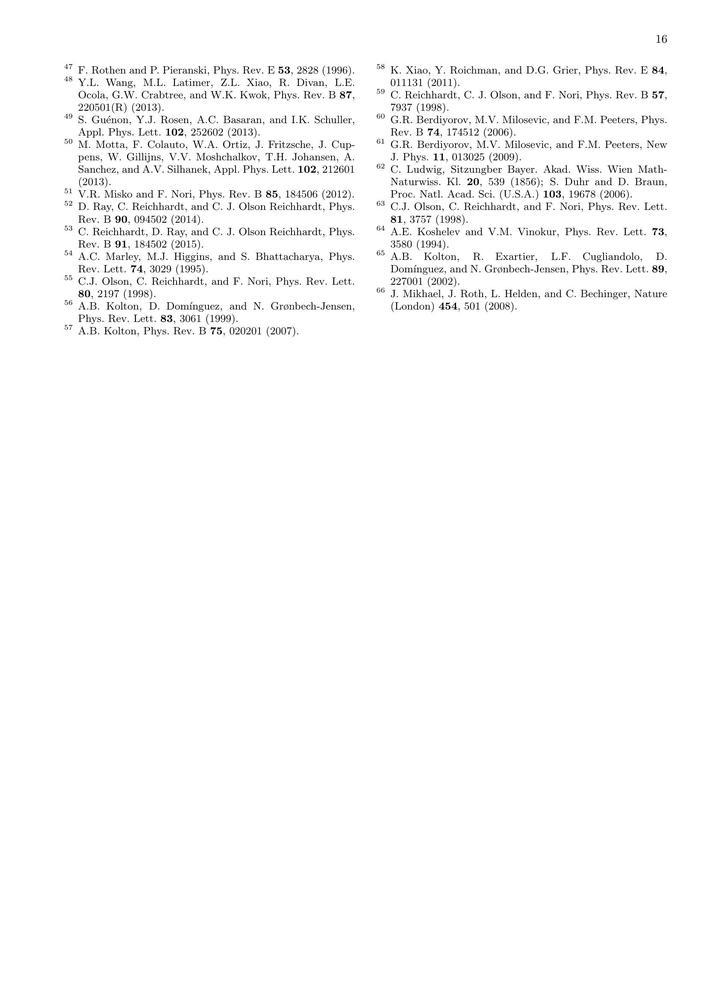 16
47 F. Rothen and P. Pieranski, Phys. Rev. E 53, 2828 (1996).
48 Y.L. Wang, M.L. Latimer, Z.L. Xiao, R. Divan, L.E.
Ocola, G.W. Crabtree, and W.K. Kwok, Phys. Rev. B 87,
220501(R) (2013).
49 S. Guénon, Y.J. Rosen, A.C. Basaran, and I.K. Schuller,
Appl. Phys. Lett. 102, 252602 (2013).
50 M. Motta, F. Colauto, W.A. Ortiz, J. Fritzsche, J. Cup-
pens, W. Gillijns, V.V. Moshchalkov, T.H. Johansen, A.
Sanchez, and A.V. Silhanek, Appl. Phys. Lett. 102, 212601
(2013).
51 V.R. Misko and F. Nori, Phys. Rev. B 85, 184506 (2012).
52 D. Ray, C. Reichhardt, and C. J. Olson Reichhardt, Phys.
Rev. B 90, 094502 (2014).
53 C. Reichhardt, D. Ray, and C. J. Olson Reichhardt, Phys.
Rev. B 91, 184502 (2015).
54 A.C. Marley, M.J. Higgins, and S. Bhattacharya, Phys.
Rev. Lett. 74, 3029 (1995).
55 C.J. Olson, C. Reichhardt, and F. Nori, Phys. Rev. Lett.
80, 2197 (1998).
56 A.B. Kolton, D. Domínguez, and N. Grønbech-Jensen,
Phys. Rev. Lett. 83, 3061 (1999).
57 A.B. Kolton, Phys. Rev. B 75, 020201 (2007).
58 K. Xiao, Y. Roichman, and D.G. Grier, Phys. Rev. E 84,
011131 (2011).
59 C. Reichhardt, C. J. Olson, and F. Nori, Phys. Rev. B 57,
7937 (1998).
60 G.R. Berdiyorov, M.V. Milosevic, and F.M. Peeters, Phys.
Rev. B 74, 174512 (2006).
61 G.R. Berdiyorov, M.V. Milosevic, and F.M. Peeters, New
J. Phys. 11, 013025 (2009).
62 C. Ludwig, Sitzungber Bayer. Akad. Wiss. Wien Math-
Naturwiss. Kl. 20, 539 (1856); S. Duhr and D. Braun,
Proc. Natl. Acad. Sci. (U.S.A.) 103, 19678 (2006).
63 C.J. Olson, C. Reichhardt, and F. Nori, Phys. Rev. Lett.
81, 3757 (1998).
64 A.E. Koshelev and V.M. Vinokur, Phys. Rev. Lett. 73,
3580 (1994).
65 A.B. Kolton, R. Exartier, L.F. Cugliandolo, D.
Domínguez, and N. Grønbech-Jensen, Phys. Rev. Lett. 89,
227001 (2002).
66 J. Mikhael, J. Roth, L. Helden, and C. Bechinger, Nature
(London) 454, 501 (2008).